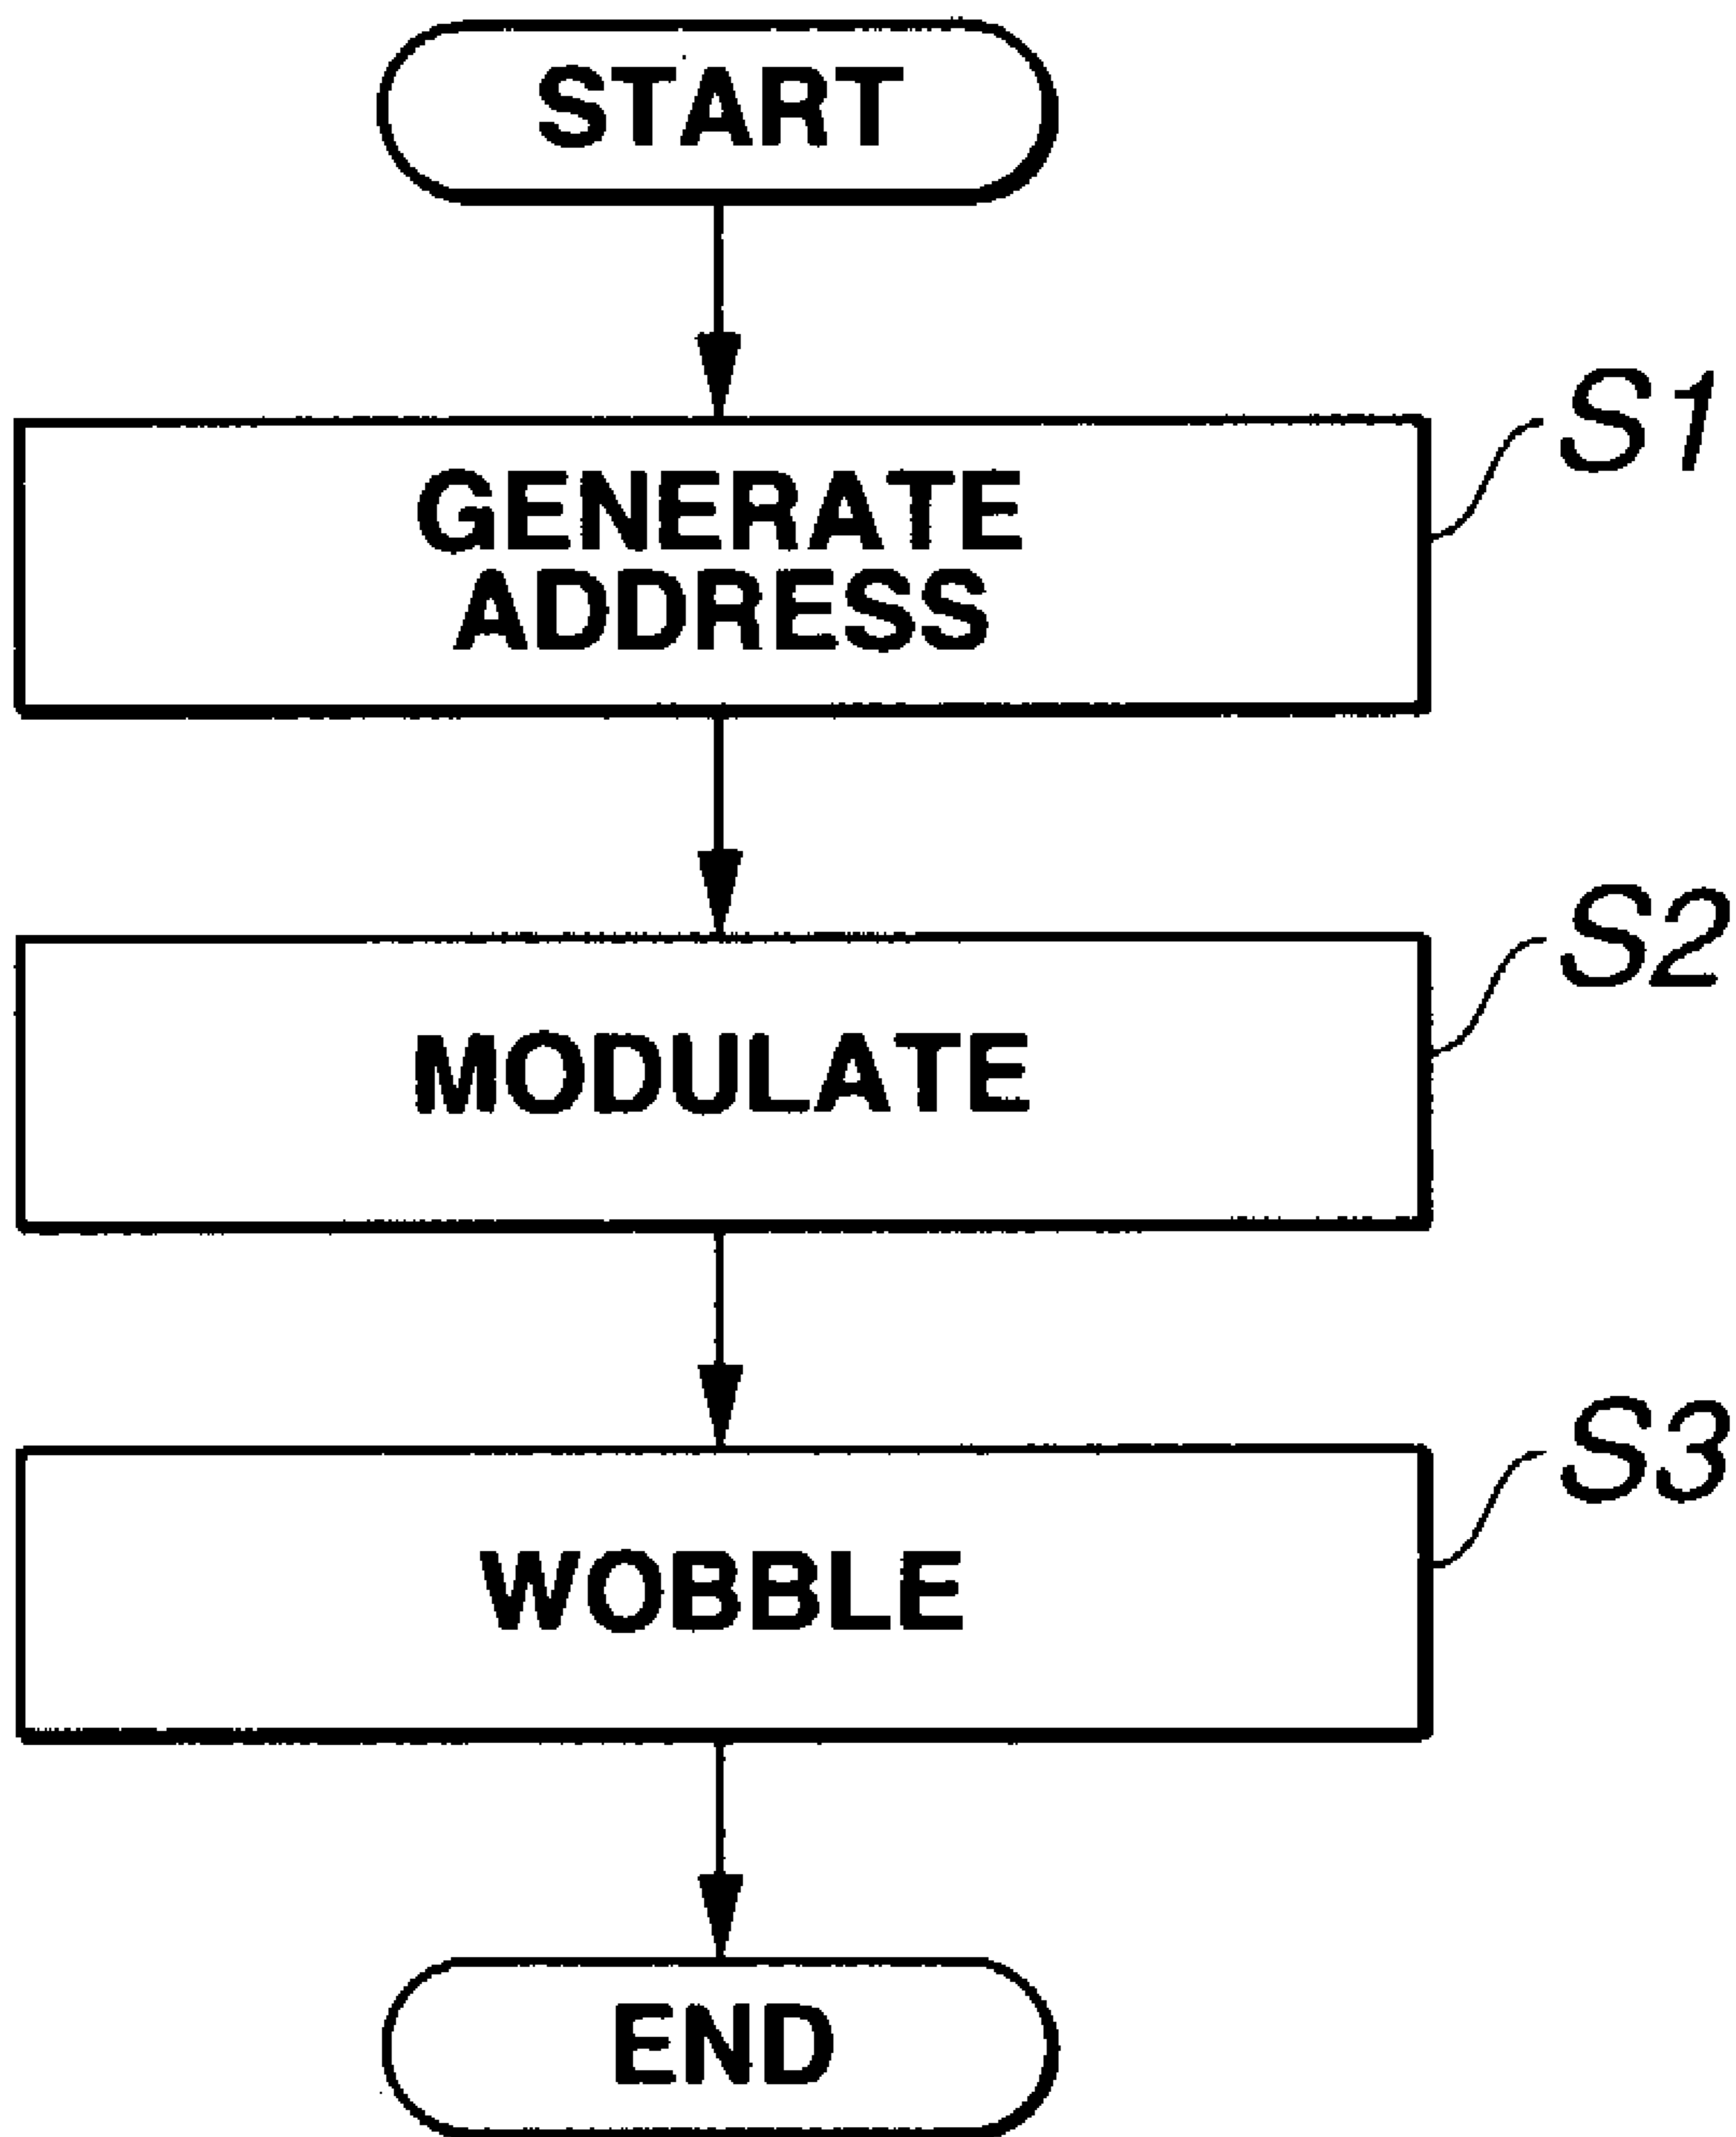 START
S1
GENERATE
ADDRESS
S2
MODULATE
S3
WOBBLE
END